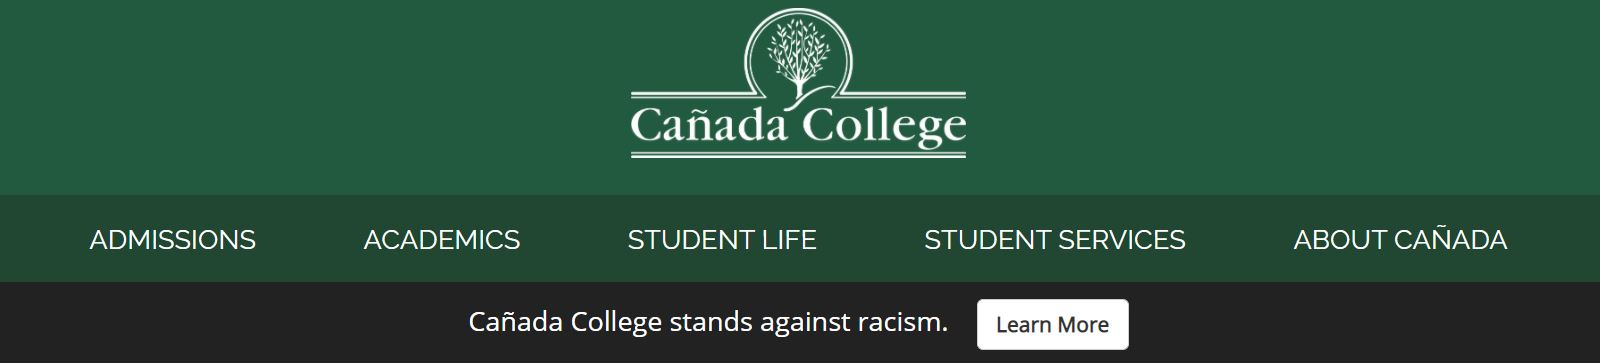 Cañada College
ADMISSIONS ACADEMICS STUDENT LIFE STUDENT SERVICES ABOUT CAÑADA
Cañada College stands against racism. Learn More